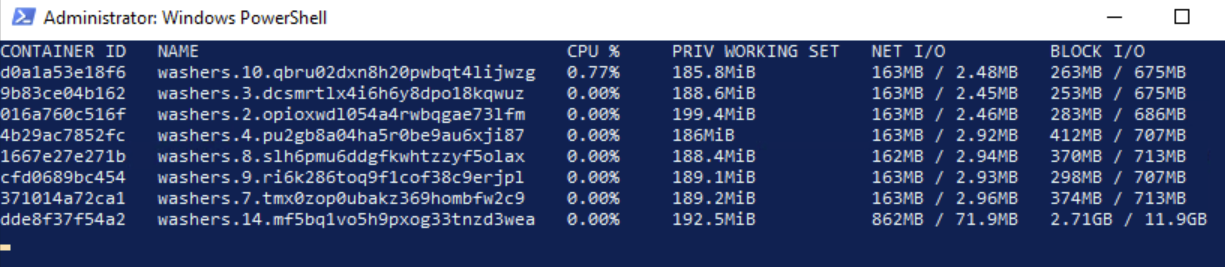 Administrator: Windows PowerShell
CONTAINER ID NAME CPU % PRIV WORKING SET NET I/O BLOCK I/O
d0a1a53e18f6 washers.10.qbru02dxn8h20pwbqt4lijwzg 0.77% 185.8MiB 163MB / 2.48MB 263MB / 675MB
9b83ce04b162 washers.3.dcsmrtlx4i6h6y8dpo18kqwuz 0.00% 188.6MiB 163MB / 2.45MB 253MB / 675MB
016a760c516f washers.2.opioxwdl054a4rwbqgae73lfm 0.00% 199.4MiB 163MB / 2.46MB 283MB / 686MB
4b29ac7852fc washers.4.pu2gb8a04ha5r0be9au6xji87 0.00% 186MiB 163MB / 2.92MB 412MB / 707MB
1667e27e271b washers.8.slh6pmu6ddgfkwhtzzyf5olax 0.00% 188.4MiB 162MB / 2.94MB 370MB / 713MB
cfd0689bc454 washers.9.ri6k286toq9f1cof38c9erjpl 0.00% 189.1MiB 163MB / 2.93MB 298MB / 707MB
371014a72ca1 washers.7.tmx0zop0ubakz369hombfw2c9 0.00% 189.2MiB 163MB / 2.96MB 374MB / 713MB
dde8f37f54a2 washers.14.mf5bq1vo5h9pxog33tnzd3wea 0.00% 192.5MiB 862MB / 71.9MB 2.71GB / 11.9GB